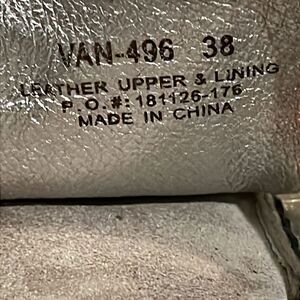 VAN-496 38
LEATHER UPPER & LINING
P.O.#:181126-176
MADE IN CHINA